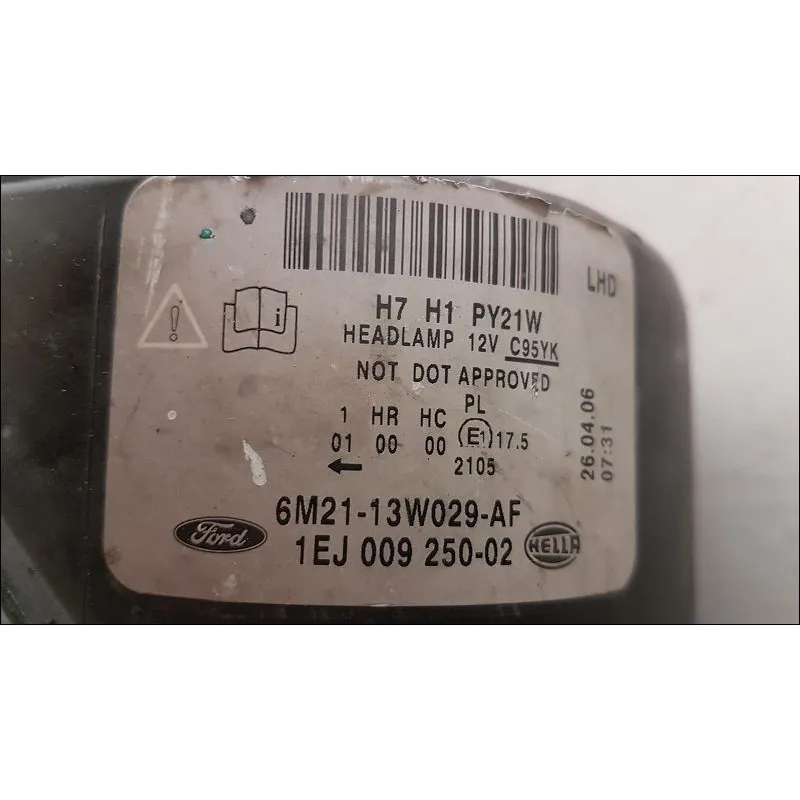 LHD
H7 H1 PY21W
HEADLAMP 12V C95YK
NOT DOT APPROVED
PL
1 HR HC
01 00 00 E1 17.5
2105
26.04.06
07:31
6M21-13W029-AF
Ford
1EJ 009 250-02
HELLA
i
!